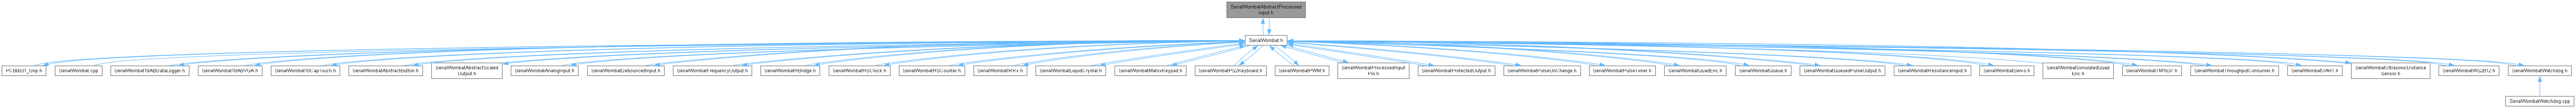 SerialWombatAbstractProcessed
Input.h
SerialWombat.h
PCB0031_tmp.h
SerialWombat.cpp
SerialWombat18ABDataLogger.h
SerialWombat18ABVGA.h
SerialWombat18CapTouch.h
SerialWombatAbstractButton.h
SerialWombatAbstractScaled
Output.h
SerialWombatAnalogInput.h
SerialWombatDebouncedInput.h
SerialWombatFrequencyOutput.h
SerialWombatHBridge.h
SerialWombatHSClock.h
SerialWombatHSCounter.h
SerialWombatLiquidCrystal.h
SerialWombatMatrixKeypad.h
SerialWombatPS2Keyboard.h
SerialWombatPWM.h
SerialWombatProcessedInput
Pin.h
SerialWombatProtectedOutput.h
SerialWombatPulseOnChange.h
SerialWombatPulseTimer.h
SerialWombatQuadEnc.h
SerialWombatQueue.h
SerialWombatQueuedPulseOutput.h
SerialWombatResistanceInput.h
SerialWombatServo.h
SerialWombatSimulatedQuad
Enc.h
SerialWombatTM1637.h
SerialWombatThroughputConsumer.h
SerialWombatUART.h
SerialWombatUltrasonicDistance
Sensor.h
SerialWombatWS2812.h
SerialWombatWatchdog.h
SerialWombatWatchdog.cpp